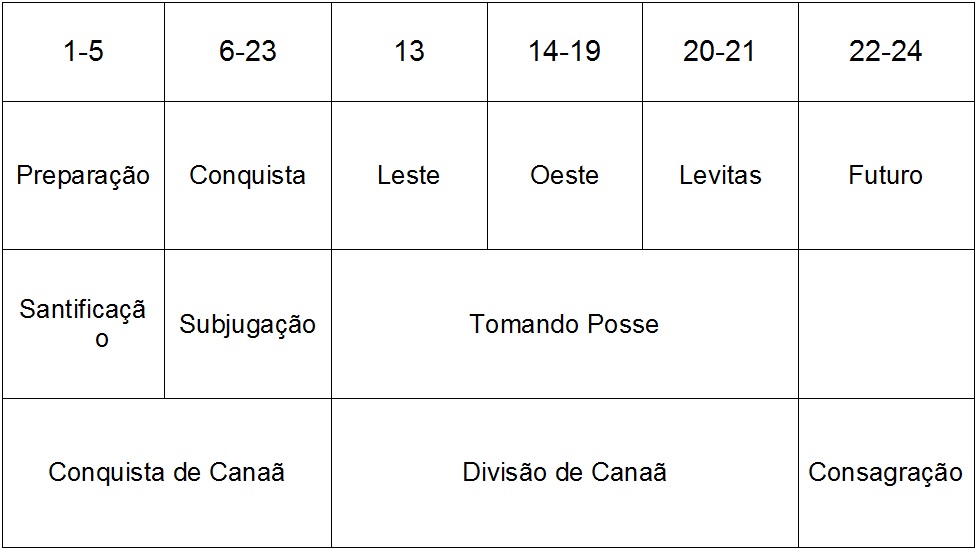 1-5
6-23
13
14-19
20-21
22-24
Preparação
Conquista
Leste
Oeste
Levitas
Futuro
Santificaçã
o
Subjugação
Tomando Posse
Conquista de Canaã
Divisão de Canaã
Consagração